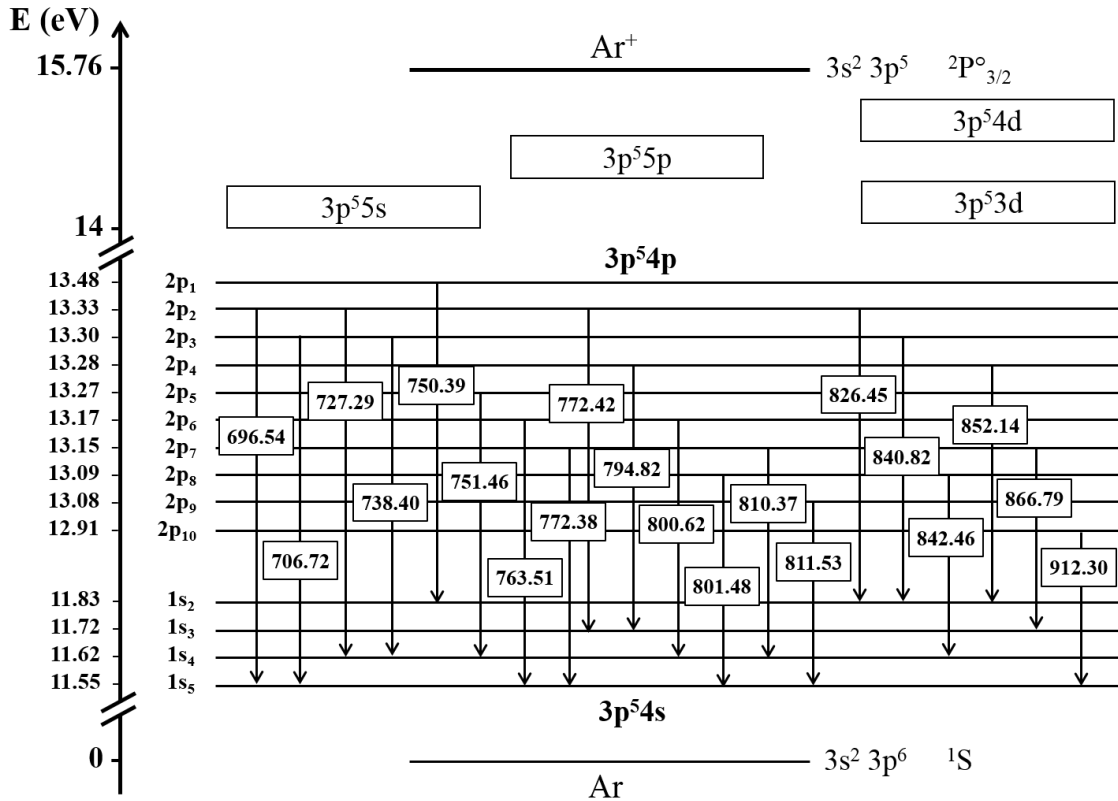 E (eV)
15.76
Ar⁺
3s² 3p⁵ ²P°₃/₂
3p⁵4d
3p⁵5p
3p⁵5s
3p⁵3d
14
3p⁵4p
13.48 2p₁
13.33 2p₂
13.30 2p₃
13.28 2p₄
13.27 2p₅
13.17 2p₆
13.15 2p₇
13.09 2p₈
13.08 2p₉
12.91 2p₁₀
696.54
706.72
727.29
738.40
750.39
751.46
763.51
772.38
772.42
794.82
800.62
801.48
810.37
811.53
826.45
840.82
842.46
852.14
866.79
912.30
11.83 1s₂
11.72 1s₃
11.62 1s₄
11.55 1s₅
3p⁵4s
0
3s² 3p⁶ ¹S
Ar